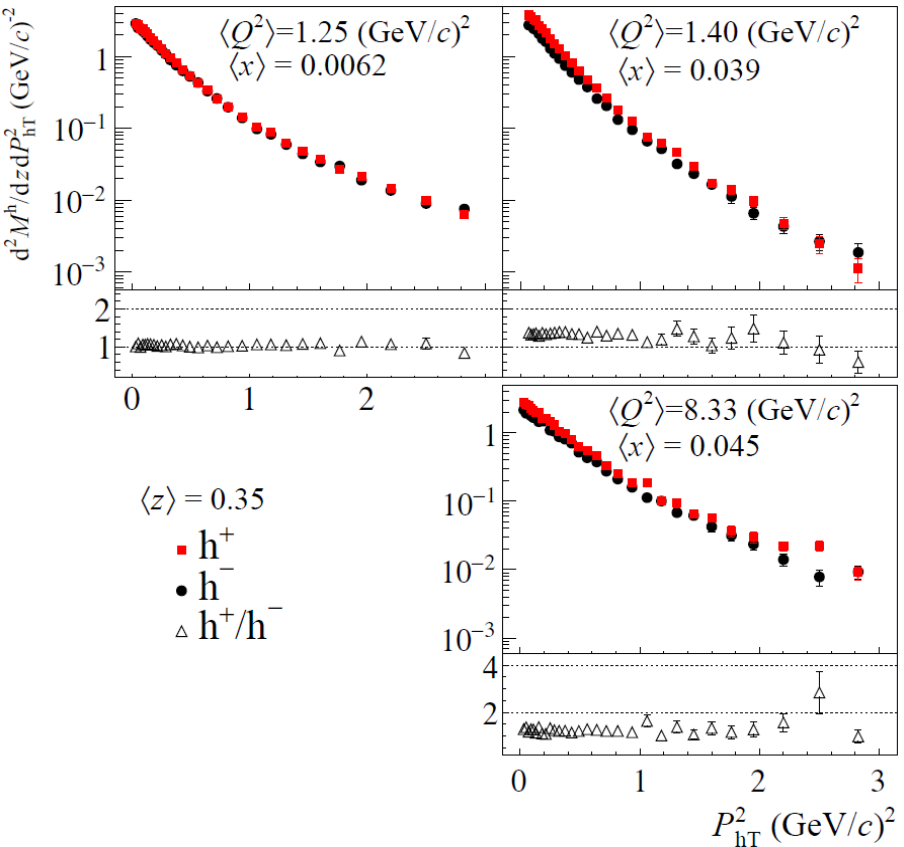 d²Mʰ/dzdP²hT (GeV/c)⁻²
⟨Q²⟩=1.25 (GeV/c)²
⟨x⟩ = 0.0062
1
10⁻¹
10⁻²
10⁻³
2
1
0 1 2
⟨Q²⟩=1.40 (GeV/c)²
⟨x⟩ = 0.039
⟨Q²⟩=8.33 (GeV/c)²
⟨x⟩ = 0.045
1
10⁻¹
10⁻²
10⁻³
4
2
0 1 2 3
P²hT (GeV/c)²
⟨z⟩ = 0.35
h⁺
h⁻
h⁺/h⁻